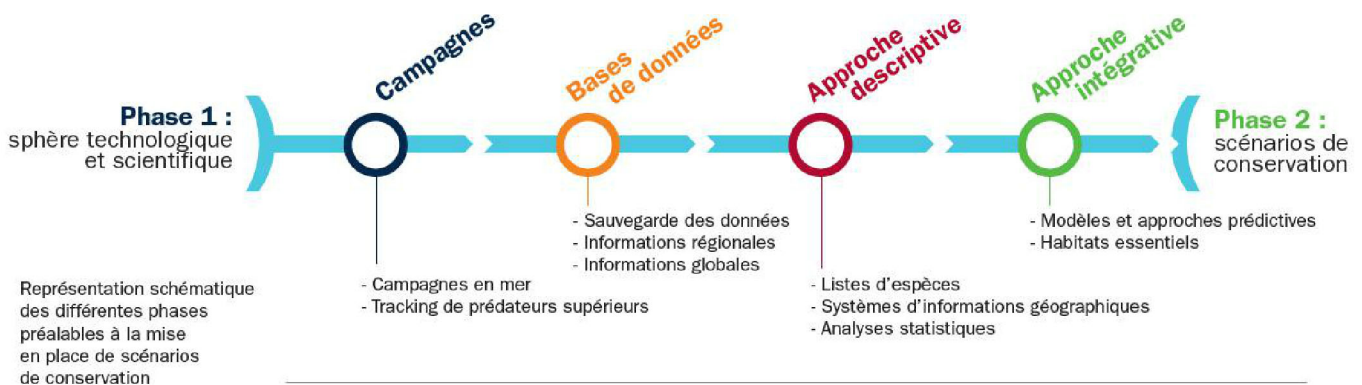 Phase 1 :
sphère technologique
et scientifique
Campagnes
- Campagnes en mer
- Tracking de prédateurs supérieurs
Bases
de données
- Sauvegarde des données
- Informations régionales
- Informations globales
Approche
descriptive
- Listes d'espèces
- Systèmes d'informations géographiques
- Analyses statistiques
Approche
intégrative
- Modèles et approches prédictives
- Habitats essentiels
Phase 2 :
scénarios de
conservation
Représentation schématique
des différentes phases
préalables à la mise
en place de scénarios
de conservation